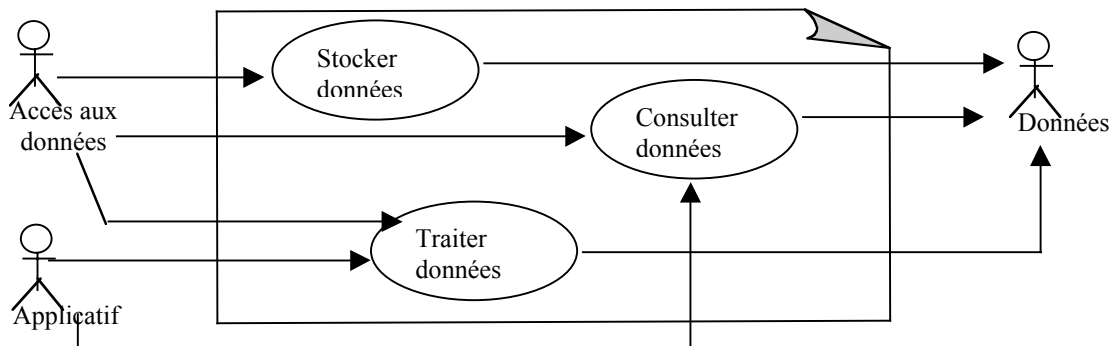 Stocker
données
Accès aux
données
Consulter
données
Données
Traiter
données
Applicatif